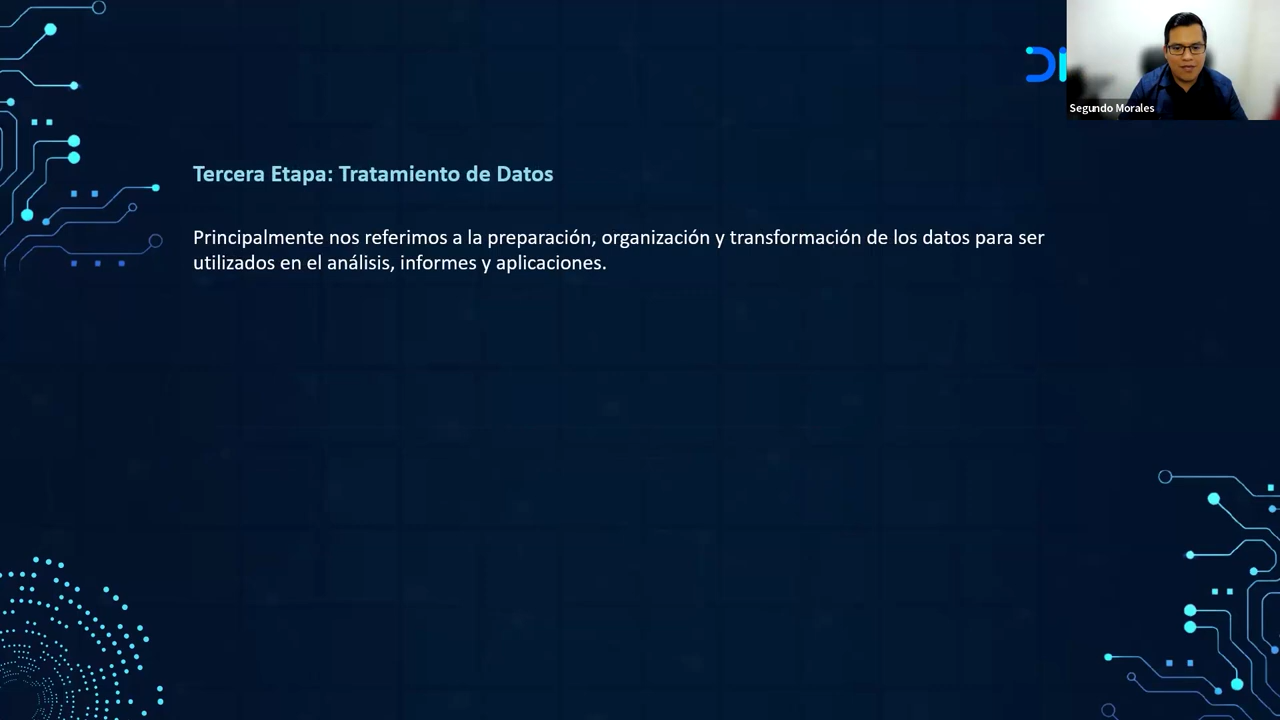 Segundo Morales
Tercera Etapa: Tratamiento de Datos
Principalmente nos referimos a la preparación, organización y transformación de los datos para ser
utilizados en el análisis, informes y aplicaciones.